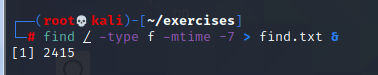 ┌──(root💀kali)-[~/exercises]
└─# find / -type f -mtime -7 > find.txt &
[1] 2415